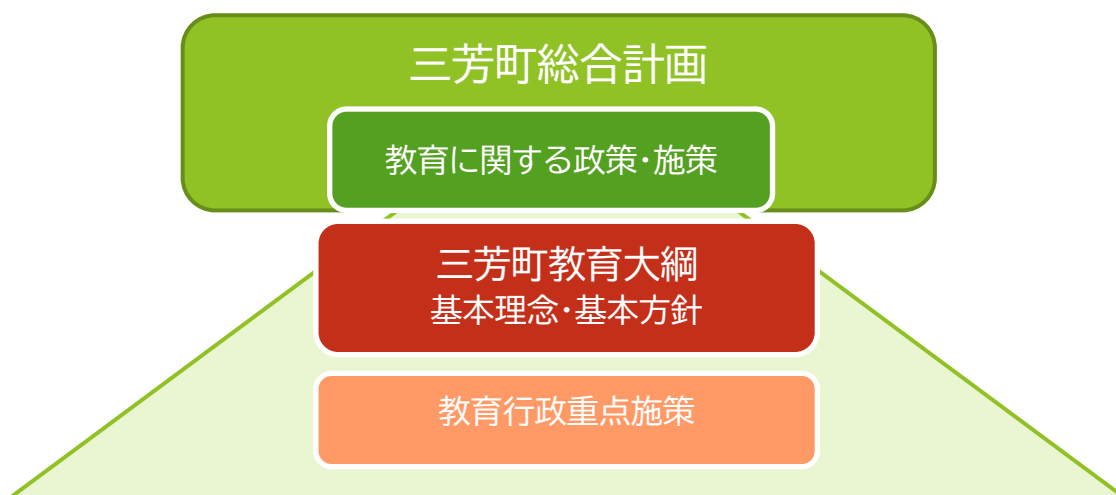 三芳町総合計画
教育に関する政策・施策
三芳町教育大綱
基本理念・基本方針
教育行政重点施策